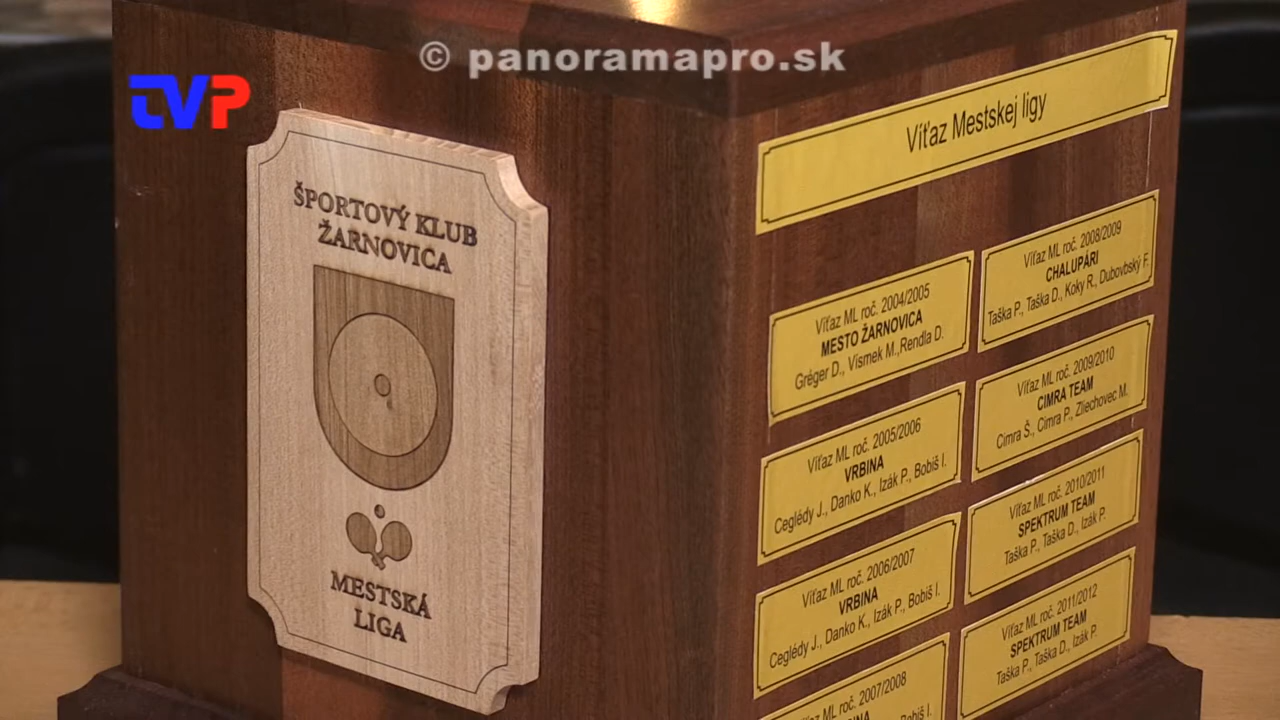 © panoramapro.sk
TVP
ŠPORTOVÝ KLUB
ŽARNOVICA
MESTSKÁ
LIGA
Víťaz Mestskej ligy
Víťaz ML roč. 2004/2005
MESTO ŽARNOVICA
Gréger D., Vismek M.,Rendla D.
Víťaz ML roč. 2005/2006
VRBINA
Ceglédy J., Danko K., Izák P., Bobiš I.
Víťaz ML roč. 2006/2007
VRBINA
Ceglédy J., Danko K., Izák P., Bobiš I.
ML roč. 2007/2008
Bobiš I.
Víťaz ML roč. 2008/2009
CHALUPÁRI
Taška P., Taška D., Koky R., Dubovbský F.
Víťaz ML roč. 2009/2010
CIMRA TEAM
Cimra Š., Cimra P., Zliechovec M.
Víťaz ML roč. 2010/2011
SPEKTRUM TEAM
Taška P., Taška D., Izák P.
Víťaz ML roč. 2011/2012
SPEKTRUM TEAM
Taška P., Taška D., Izák P.